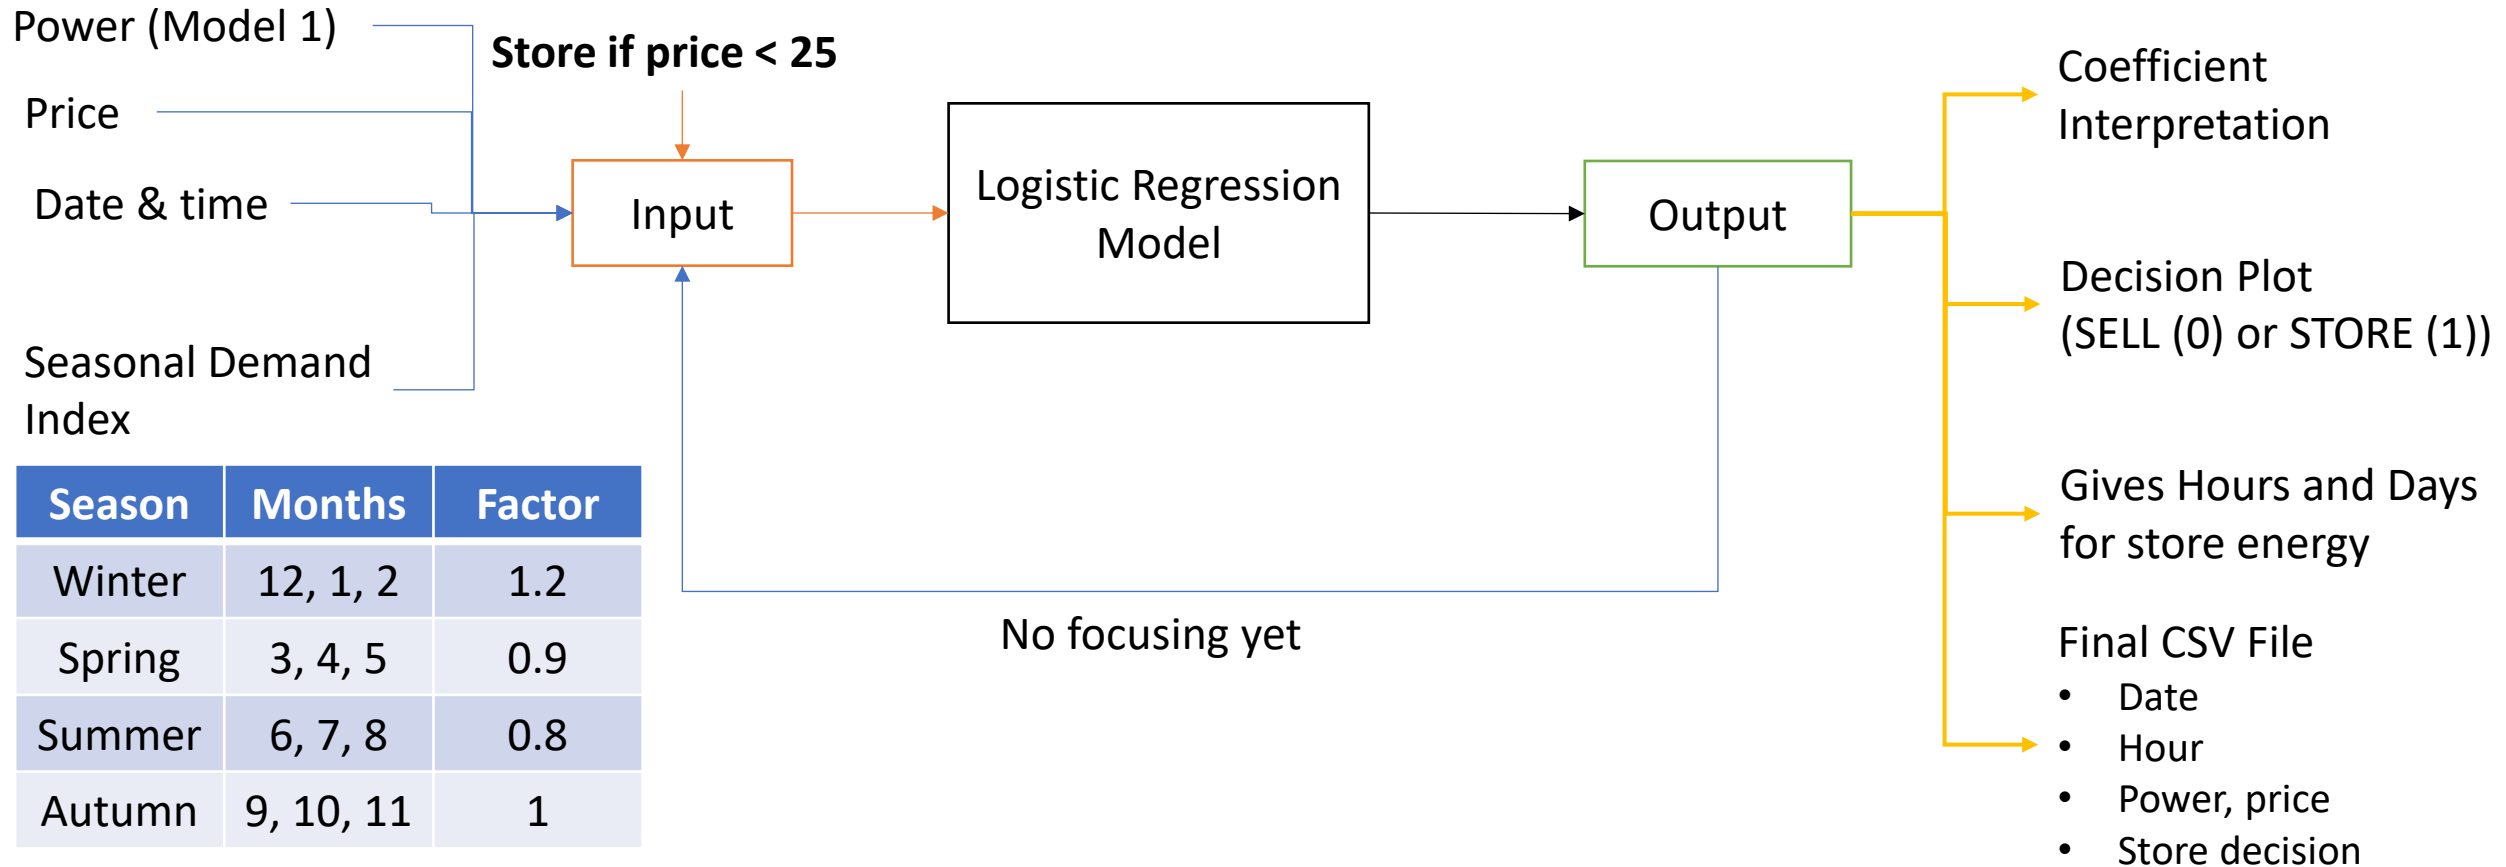 Power (Model 1)
Store if price < 25
Price
Date & time
Seasonal Demand
Index
Input
Logistic Regression
Model
Output
No focusing yet
Coefficient
Interpretation
Decision Plot
(SELL (0) or STORE (1))
Gives Hours and Days
for store energy
Final CSV File
• Date
• Hour
• Power, price
• Store decision
Season Months Factor
Winter 12, 1, 2 1.2
Spring 3, 4, 5 0.9
Summer 6, 7, 8 0.8
Autumn 9, 10, 11 1